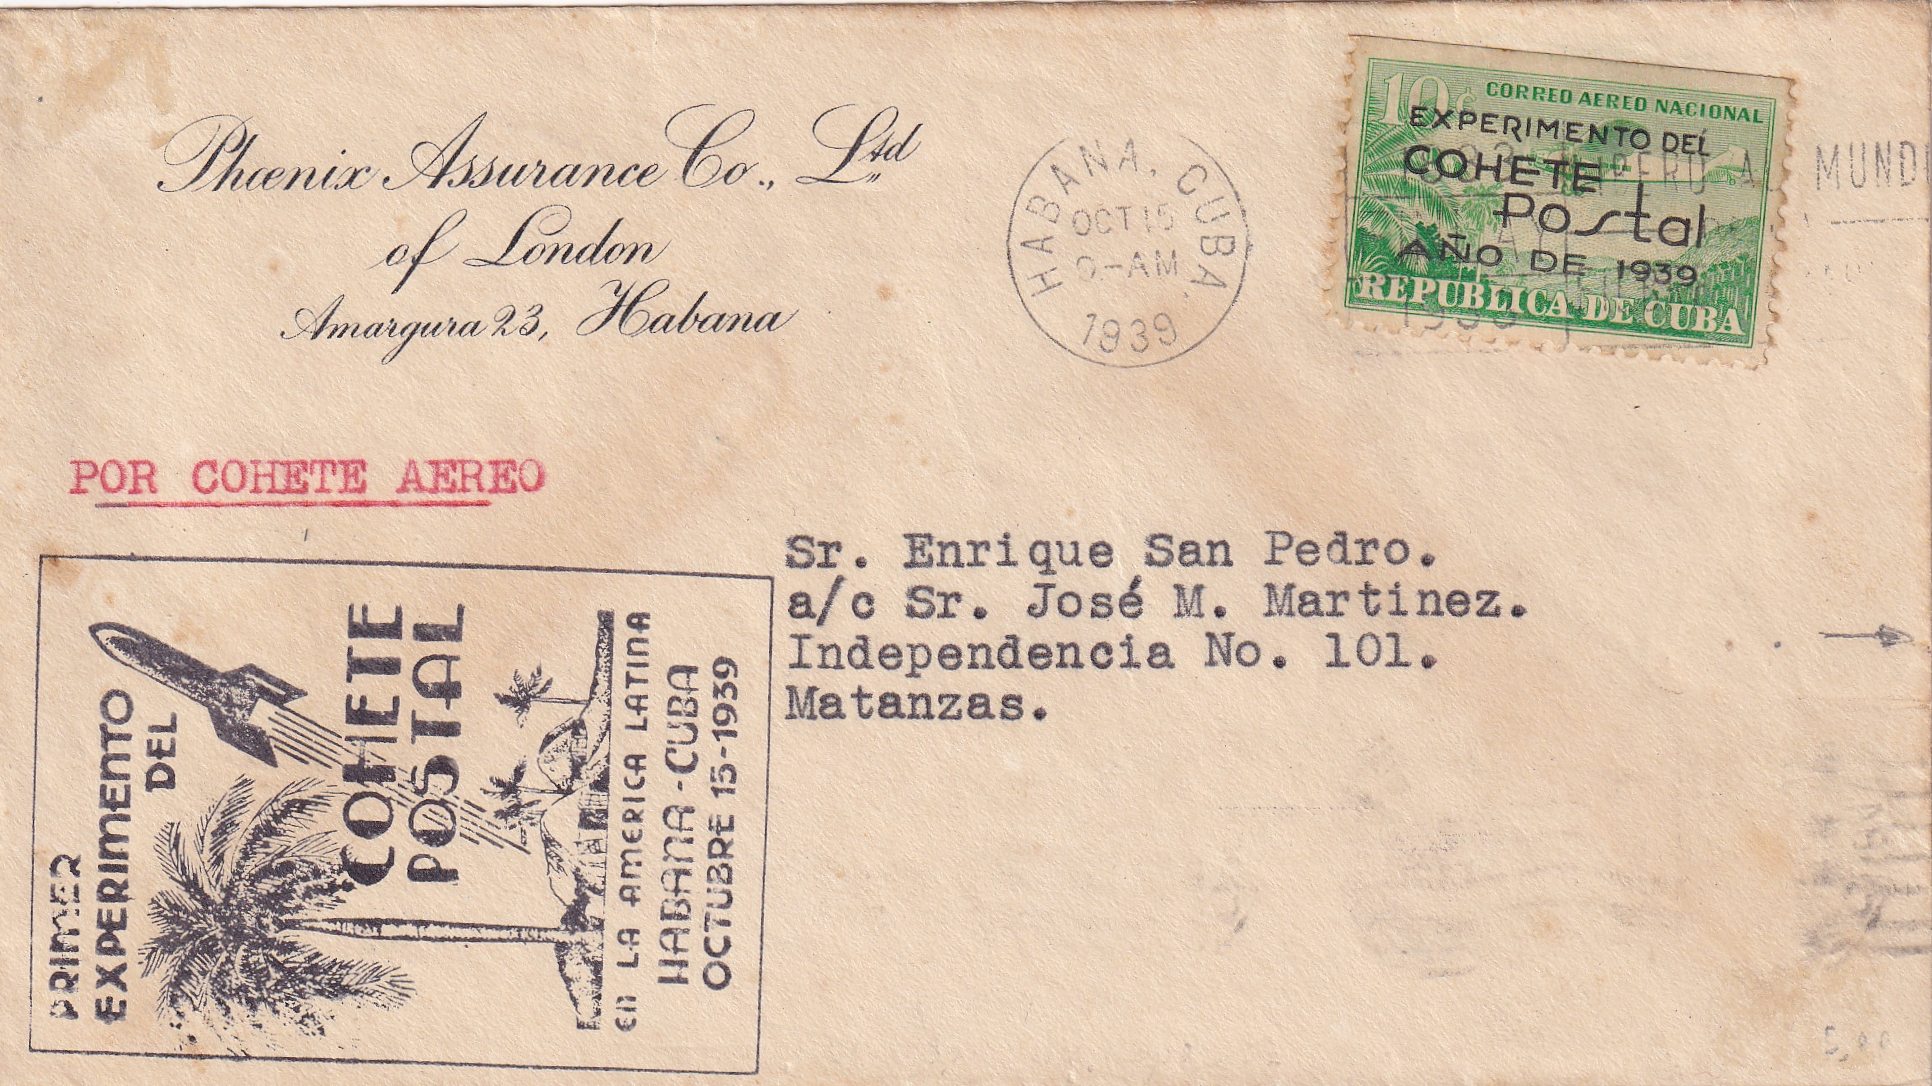 Phœnix Assurance Co., Ltd
of London
Amargura 23, Habana
HABANA, CUBA.
OCT 15
-AM
1939
MUNDI
10¢
CORREO AEREO NACIONAL
EXPERIMENTO DEL
COHETE
Postal
AÑO DE 1939
REPUBLICA DE CUBA
POR COHETE AEREO
Sr. Enrique San Pedro.
a/c Sr. José M. Martinez.
Independencia No. 101.
Matanzas.
PRIMER
EXPERIMENTO
DEL
COHETE
POSTAL
EN LA AMERICA LATINA
HABANA-CUBA
OCTUBRE 15-1939